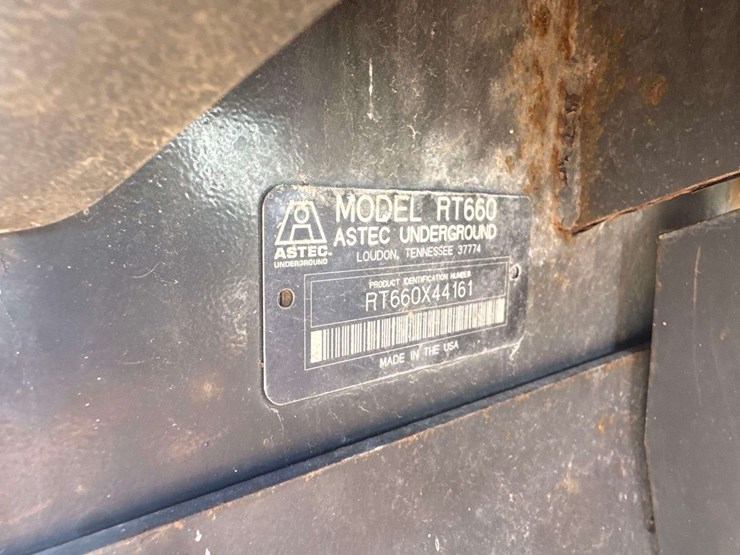 MODEL RT660
ASTEC UNDERGROUND
LOUDON, TENNESSEE 37774
ASTEC
UNDERGROUND
PRODUCT IDENTIFICATION NUMBER
RT660X44161
MADE IN THE USA